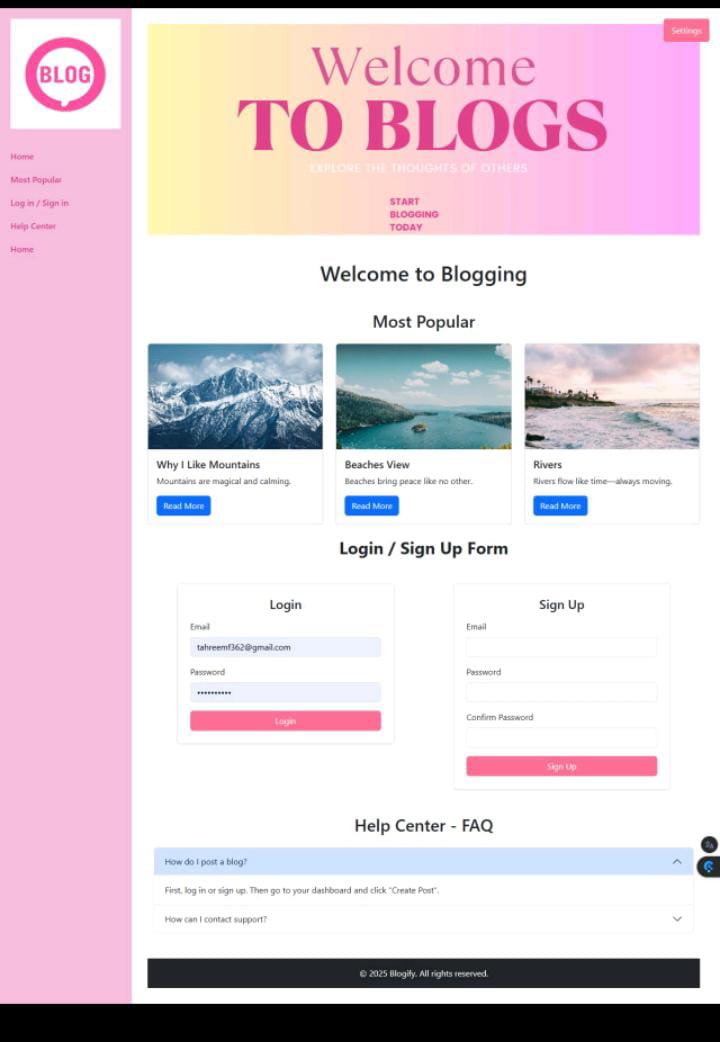 BLOG
Home
Most Popular
Log in / Sign in
Help Center
Home
Settings
Welcome
TO BLOGS
EXPLORE THE THOUGHTS OF OTHERS
START
BLOGGING
TODAY
Welcome to Blogging
Most Popular
Why I Like Mountains
Mountains are magical and calming.
Read More
Beaches View
Beaches bring peace like no other.
Read More
Rivers
Rivers flow like time—always moving.
Read More
Login / Sign Up Form
Login
Email
tahreemf362@gmail.com
Password
••••••••••
Login
Sign Up
Email
Password
Confirm Password
Sign Up
Help Center - FAQ
How do I post a blog?
First, log in or sign up. Then go to your dashboard and click "Create Post".
How can I contact support?
© 2025 Blogify. All rights reserved.